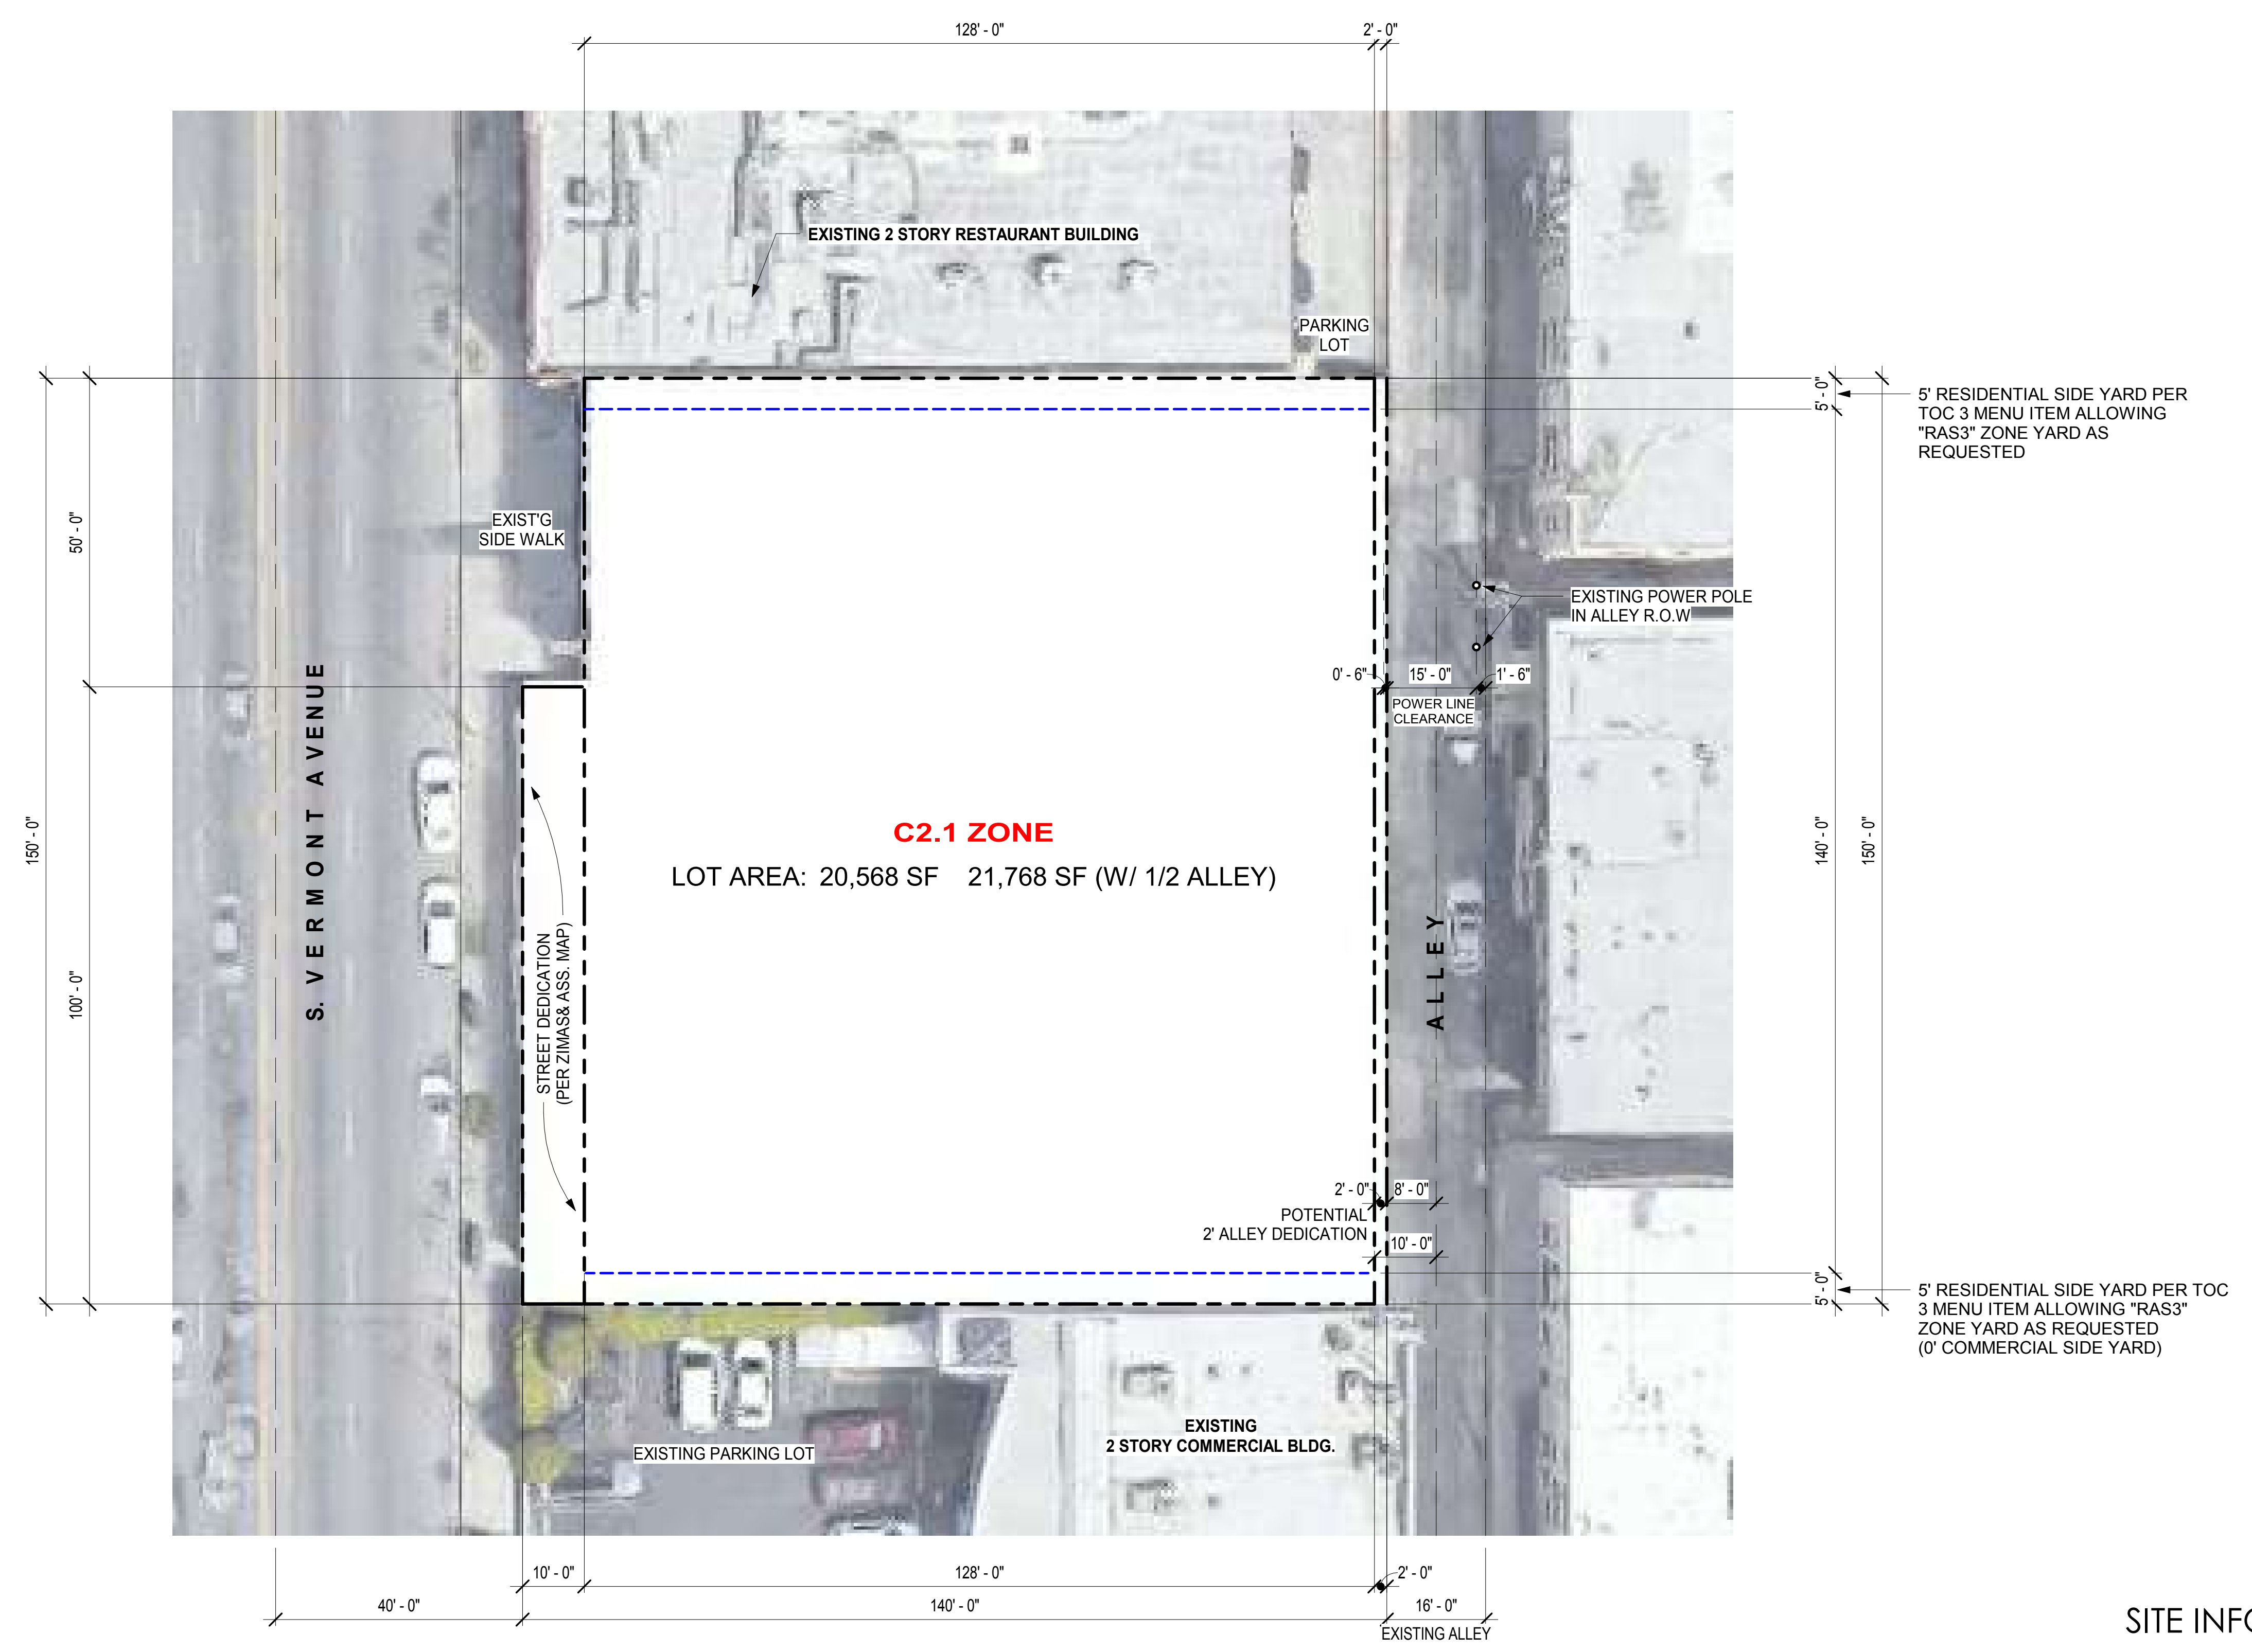 128' - 0"
2' - 0"
EXISTING 2 STORY RESTAURANT BUILDING
PARKING
LOT
5' - 0"
5' RESIDENTIAL SIDE YARD PER
TOC 3 MENU ITEM ALLOWING
"RAS3" ZONE YARD AS
REQUESTED
50' - 0"
EXIST'G
SIDE WALK
EXISTING POWER POLE
IN ALLEY R.O.W
0' - 6"
15' - 0"
1' - 6"
POWER LINE
CLEARANCE
S. VERMONT AVENUE
150' - 0"
100' - 0"
C2.1 ZONE
LOT AREA: 20,568 SF 21,768 SF (W/ 1/2 ALLEY)
STREET DEDICATION
(PER ZIMAS& ASS. MAP)
ALLEY
140' - 0"
150' - 0"
2' - 0"
8' - 0"
POTENTIAL
2' ALLEY DEDICATION
10' - 0"
5' - 0"
5' RESIDENTIAL SIDE YARD PER TOC
3 MENU ITEM ALLOWING "RAS3"
ZONE YARD AS REQUESTED
(0' COMMERCIAL SIDE YARD)
EXISTING PARKING LOT
EXISTING
2 STORY COMMERCIAL BLDG.
10' - 0"
128' - 0"
2' - 0"
40' - 0"
140' - 0"
16' - 0"
EXISTING ALLEY
SITE